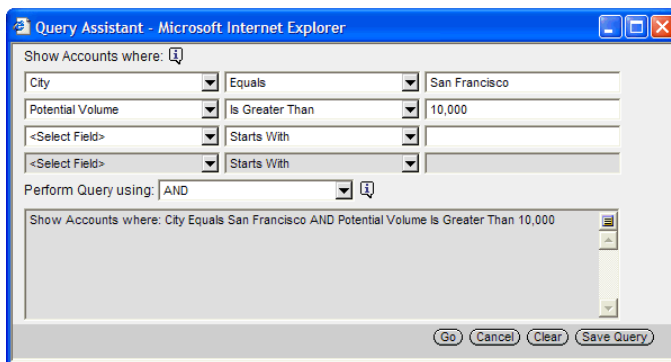 Query Assistant - Microsoft Internet Explorer
Show Accounts where:
City Equals San Francisco
Potential Volume Is Greater Than 10,000
<Select Field> Starts With
<Select Field> Starts With
Perform Query using: AND
Show Accounts where: City Equals San Francisco AND Potential Volume Is Greater Than 10,000
Go Cancel Clear Save Query